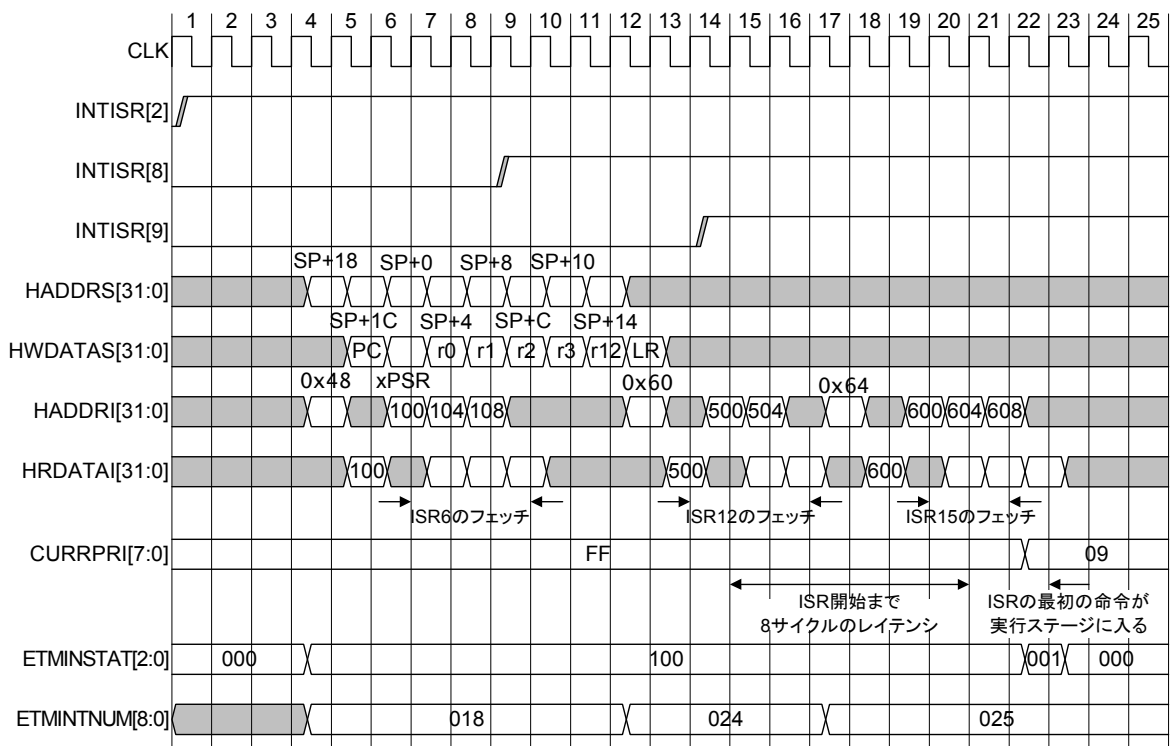 1 2 3 4 5 6 7 8 9 10 11 12 13 14 15 16 17 18 19 20 21 22 23 24 25
CLK
INTISR[2]
INTISR[8]
INTISR[9]
SP+18 SP+0 SP+8 SP+10
HADDRS[31:0]
SP+1C SP+4 SP+C SP+14
HWDATAS[31:0] PC r0 r1 r2 r3 r12 LR
0x48 xPSR 0x60 0x64
HADDRI[31:0] 100 104 108 500 504 600 604 608
HRDATAI[31:0] 100 500 600
ISR6のフェッチ ISR12のフェッチ ISR15のフェッチ
CURRPRI[7:0] FF 09
ISR開始まで
8サイクルのレイテンシ
ISRの最初の命令が
実行ステージに入る
ETMINSTAT[2:0] 000 100 001 000
ETMINTNUM[8:0] 018 024 025